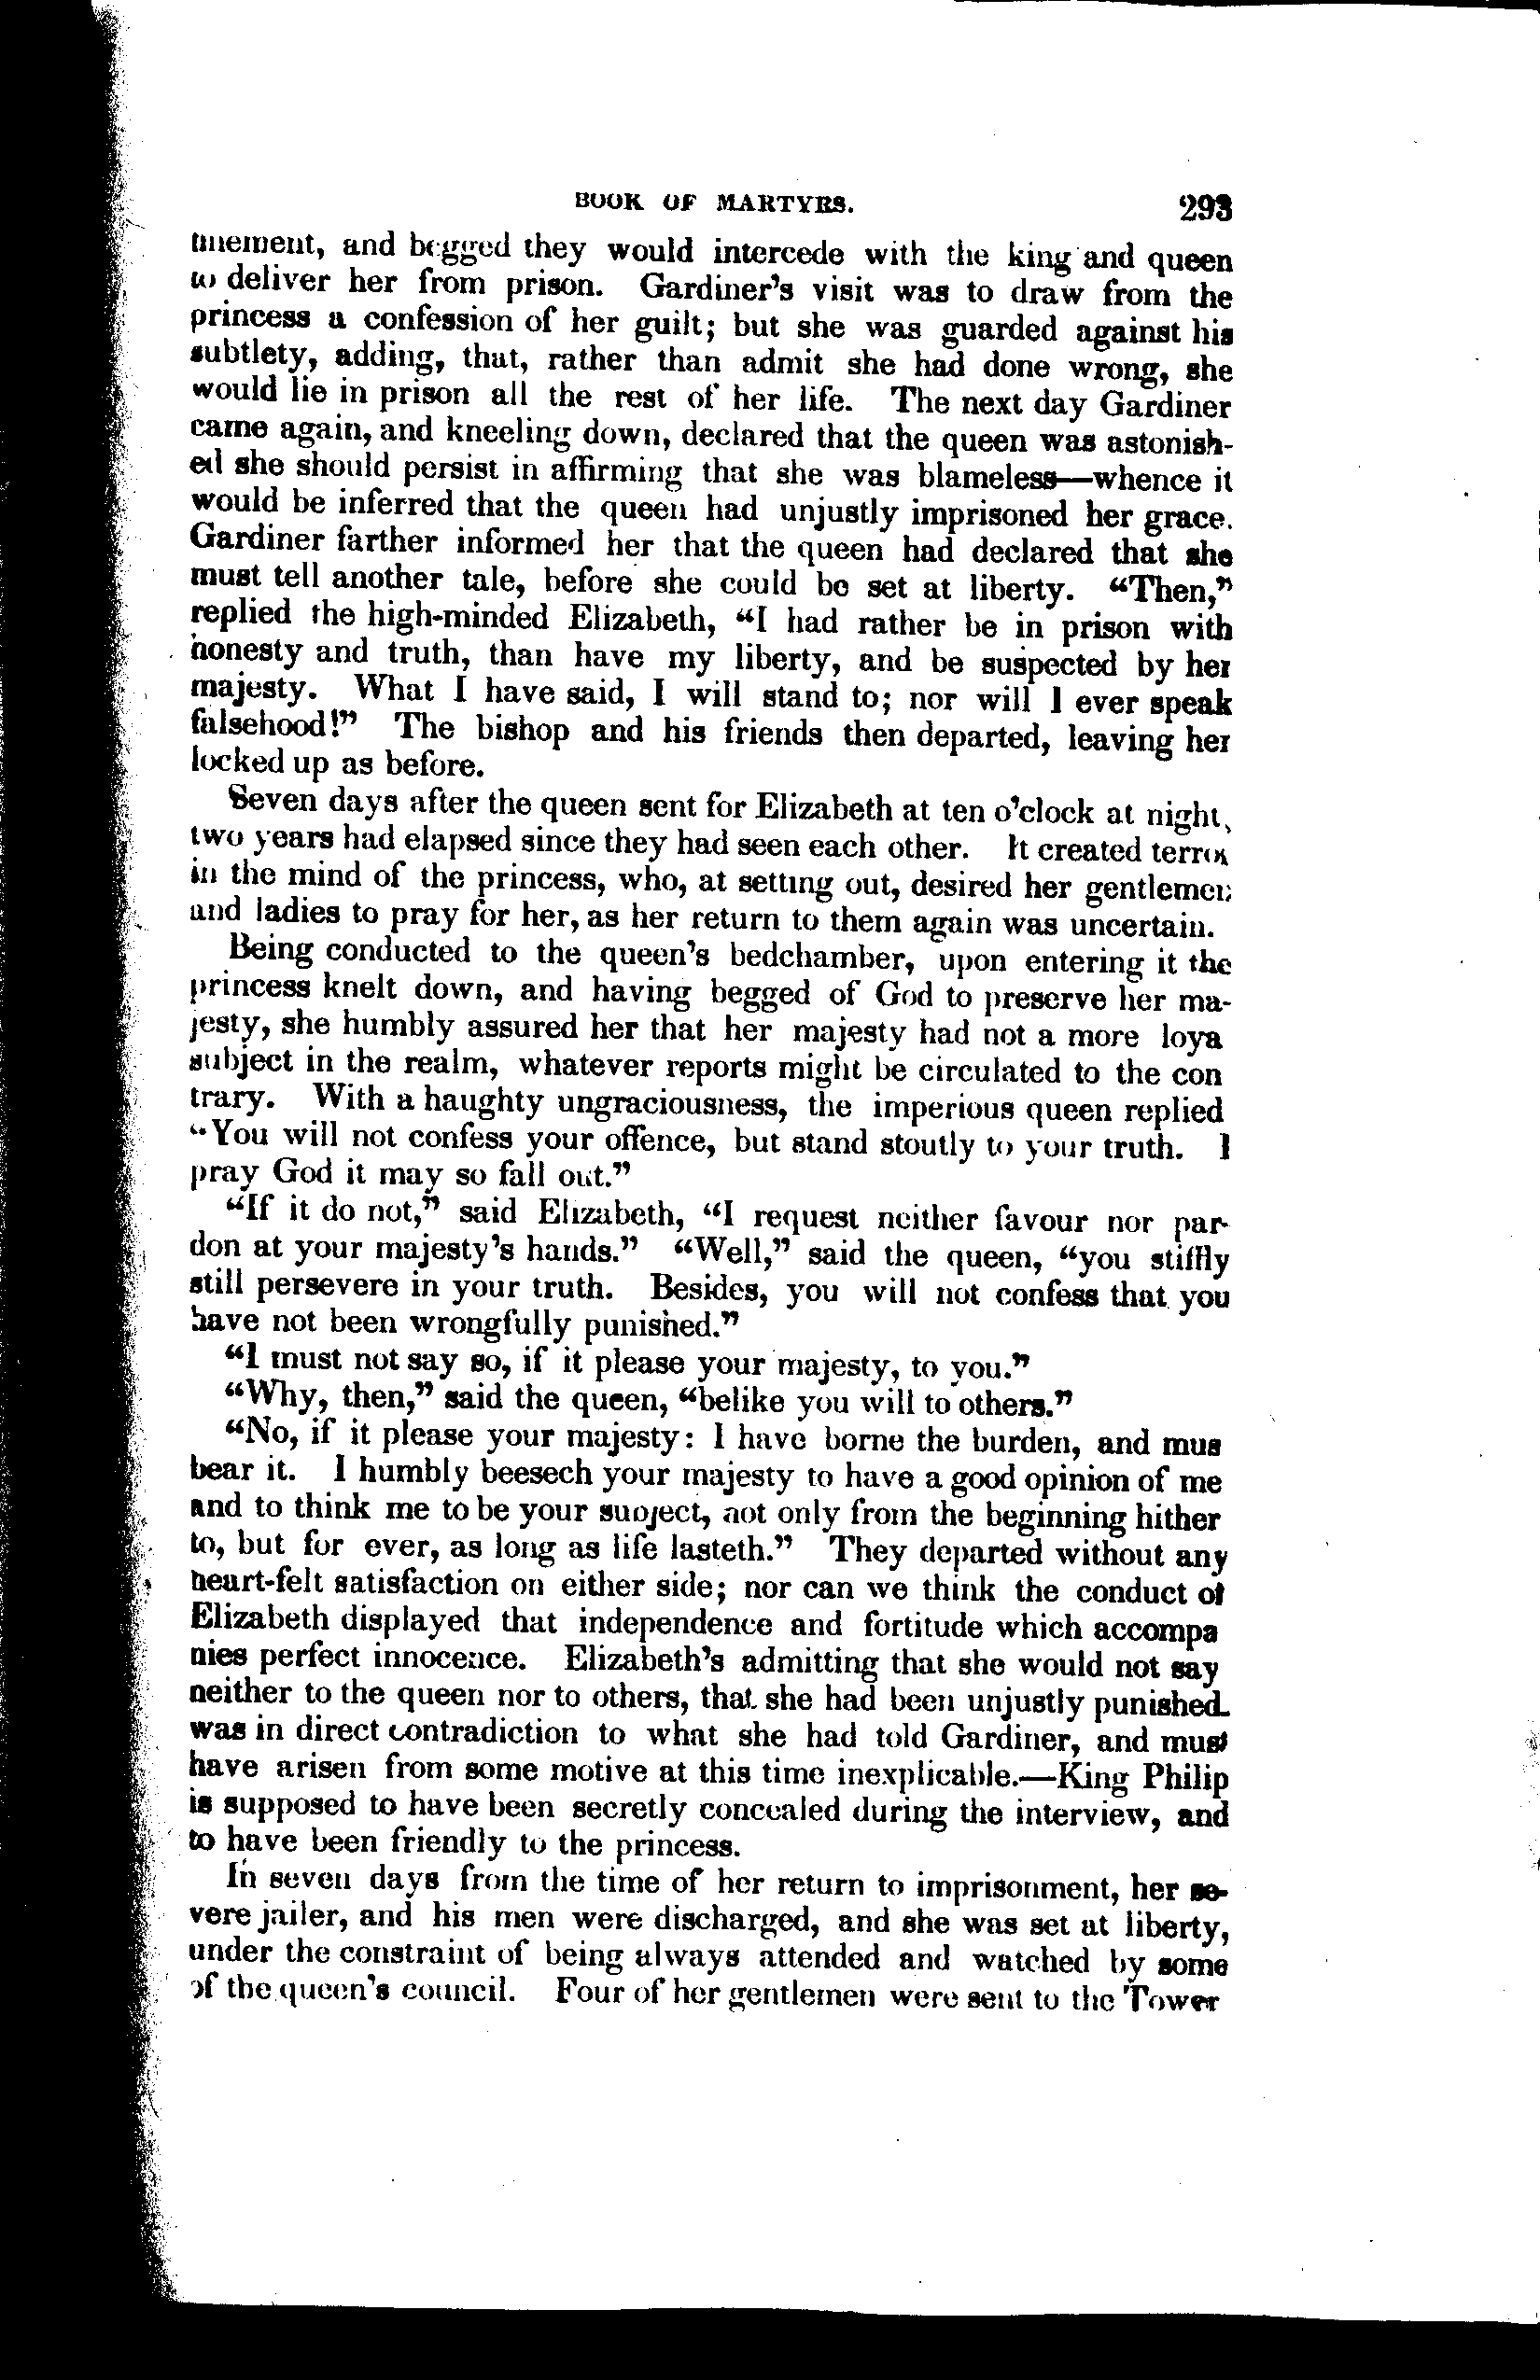 BOOK OF MARTYRS. 293
finement, and begged they would intercede with the king and queen
to deliver her from prison. Gardiner's visit was to draw from the
princess a confession of her guilt; but she was guarded against his
subtlety, adding, that, rather than admit she had done wrong, she
would lie in prison all the rest of her life. The next day Gardiner
came again, and kneeling down, declared that the queen was astonish-
ed she should persist in affirming that she was blameless—whence it
would be inferred that the queen had unjustly imprisoned her grace.
Gardiner farther informed her that the queen had declared that she
must tell another tale, before she could be set at liberty. "Then,"
replied the high-minded Elizabeth, "I had rather be in prison with
honesty and truth, than have my liberty, and be suspected by her
majesty. What I have said, I will stand to; nor will I ever speak
falsehood!" The bishop and his friends then departed, leaving her
locked up as before.
Seven days after the queen sent for Elizabeth at ten o'clock at night,
two years had elapsed since they had seen each other. It created terror
in the mind of the princess, who, at setting out, desired her gentlemen
and ladies to pray for her, as her return to them again was uncertain.
Being conducted to the queen's bedchamber, upon entering it the
princess knelt down, and having begged of God to preserve her ma-
jesty, she humbly assured her that her majesty had not a more loya
subject in the realm, whatever reports might be circulated to the con
trary. With a haughty ungraciousness, the imperious queen replied
"You will not confess your offence, but stand stoutly to your truth. I
pray God it may so fall out."
"If it do not," said Elizabeth, "I request neither favour nor par-
don at your majesty's hands." "Well," said the queen, "you stiffly
still persevere in your truth. Besides, you will not confess that you
have not been wrongfully punished."
"I must not say so, if it please your majesty, to you."
"Why, then," said the queen, "belike you will to others."
"No, if it please your majesty: I have borne the burden, and mus
bear it. I humbly beesech your majesty to have a good opinion of me
and to think me to be your subject, not only from the beginning hither
to, but for ever, as long as life lasteth." They departed without any
heart-felt satisfaction on either side; nor can we think the conduct of
Elizabeth displayed that independence and fortitude which accompa
nies perfect innocence. Elizabeth's admitting that she would not say
neither to the queen nor to others, that she had been unjustly punished.
was in direct contradiction to what she had told Gardiner, and must
have arisen from some motive at this time inexplicable.—King Philip
is supposed to have been secretly concealed during the interview, and
to have been friendly to the princess.
In seven days from the time of her return to imprisonment, her se-
vere jailer, and his men were discharged, and she was set at liberty,
under the constraint of being always attended and watched by some
of the queen's council. Four of her gentlemen were sent to the Tower